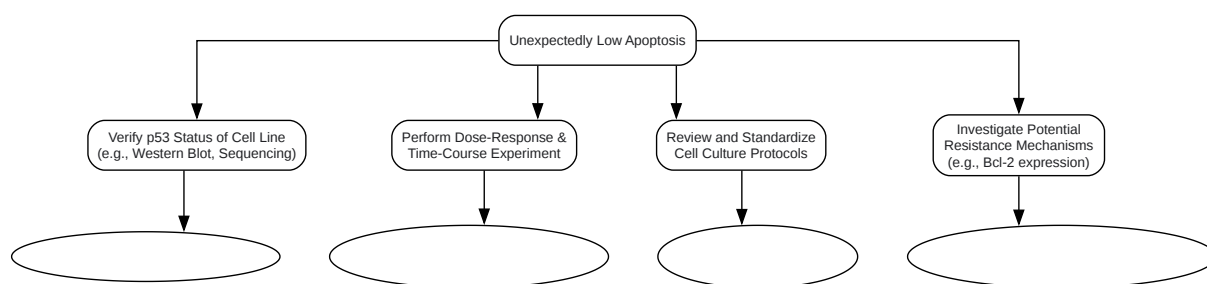 Unexpectedly Low Apoptosis
Verify p53 Status of Cell Line
(e.g., Western Blot, Sequencing)
Perform Dose-Response &
Time-Course Experiment
Review and Standardize
Cell Culture Protocols
Investigate Potential
Resistance Mechanisms
(e.g., Bcl-2 expression)